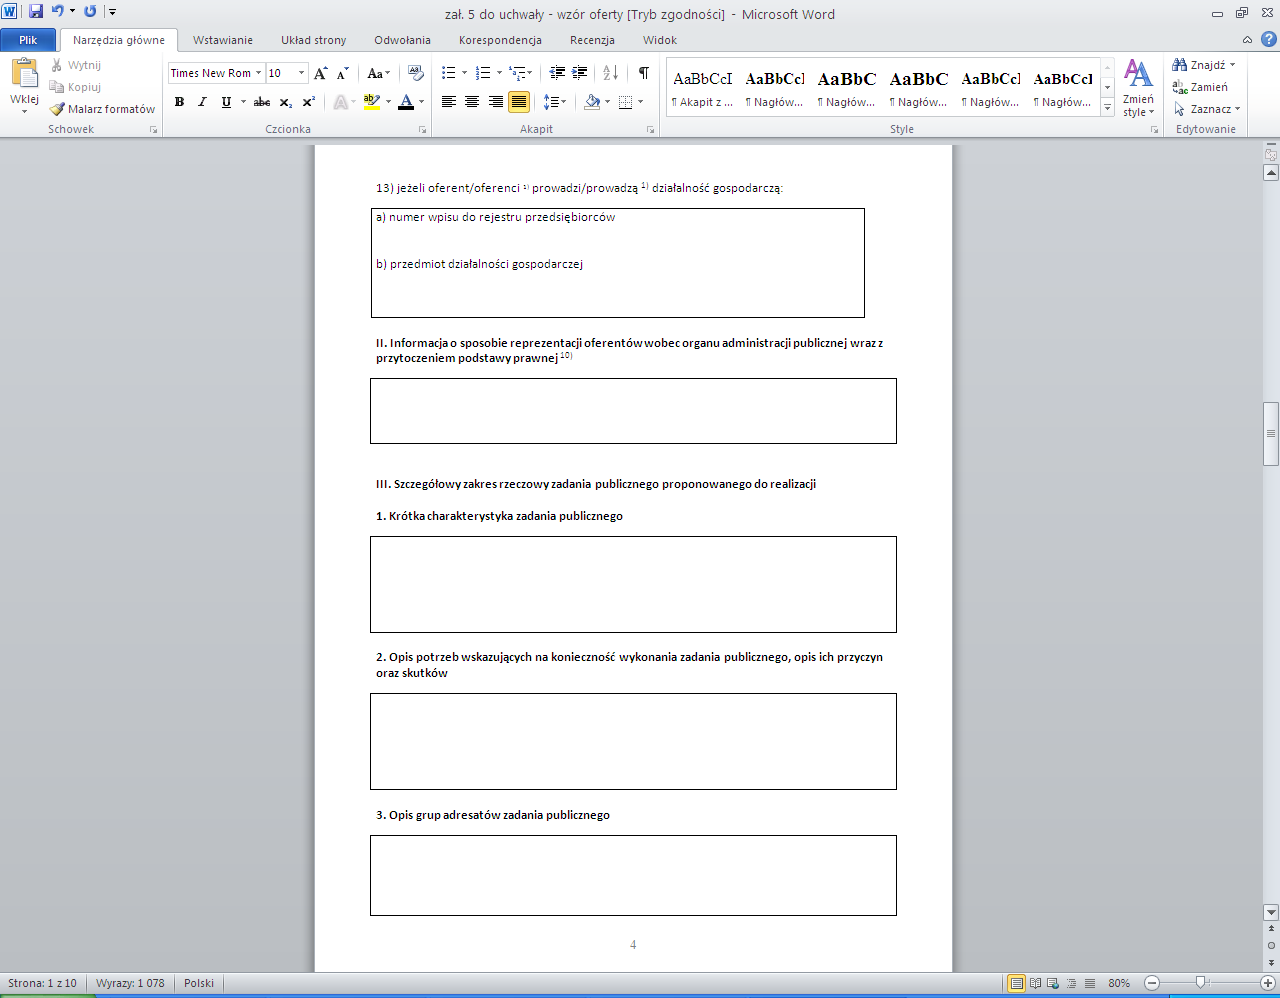 zał. 5 do uchwały - wzór oferty [Tryb zgodności] - Microsoft Word
Plik Narzędzia główne Wstawianie Układ strony Odwołania Korespondencja Recenzja Widok
Wklej
Wytnij
Kopiuj
Malarz formatów
Schowek
Times New Rom 10
Czcionka
Akapit
AaBbCcI AaBbCcI AaBbC AaBbC AaBbCcI AaBbCcI
¶ Akapit z ... ¶ Nagłów... ¶ Nagłów... ¶ Nagłów... ¶ Nagłów... ¶ Nagłów...
Style
Zmień style
Znajdź
Zamień
Zaznacz
Edytowanie
13) jeżeli oferent/oferenci 1) prowadzi/prowadzą 1) działalność gospodarczą:
a) numer wpisu do rejestru przedsiębiorców
b) przedmiot działalności gospodarczej
II. Informacja o sposobie reprezentacji oferentów wobec organu administracji publicznej wraz z
przytoczeniem podstawy prawnej 10)
III. Szczegółowy zakres rzeczowy zadania publicznego proponowanego do realizacji
1. Krótka charakterystyka zadania publicznego
2. Opis potrzeb wskazujących na konieczność wykonania zadania publicznego, opis ich przyczyn
oraz skutków
3. Opis grup adresatów zadania publicznego
4
Strona: 1 z 10 Wyrazy: 1 078 Polski 80%